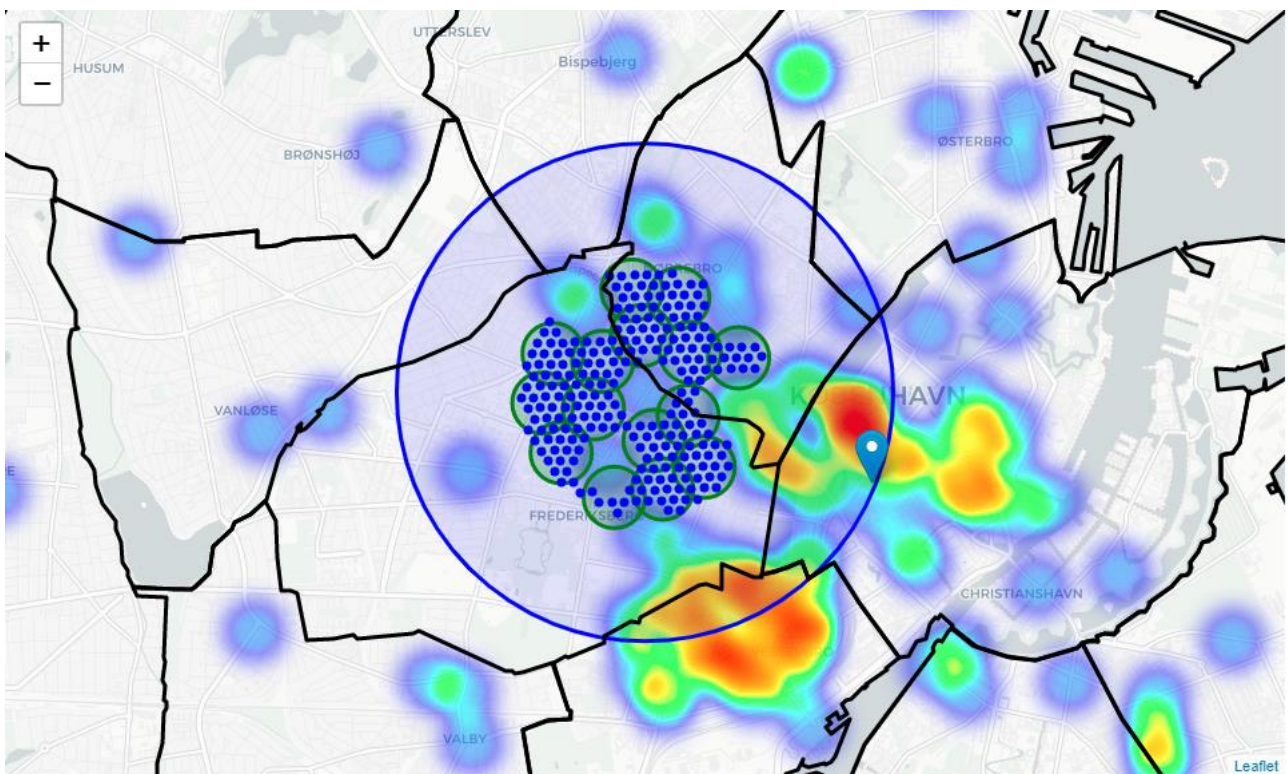 +
−
UTTERSLEV
HUSUM
Bispebjerg
BRØNSHØJ
ØSTERBRO
VANLØSE
FREDERIKSBERG
CHRISTIANSHAVN
VALBY
Leaflet